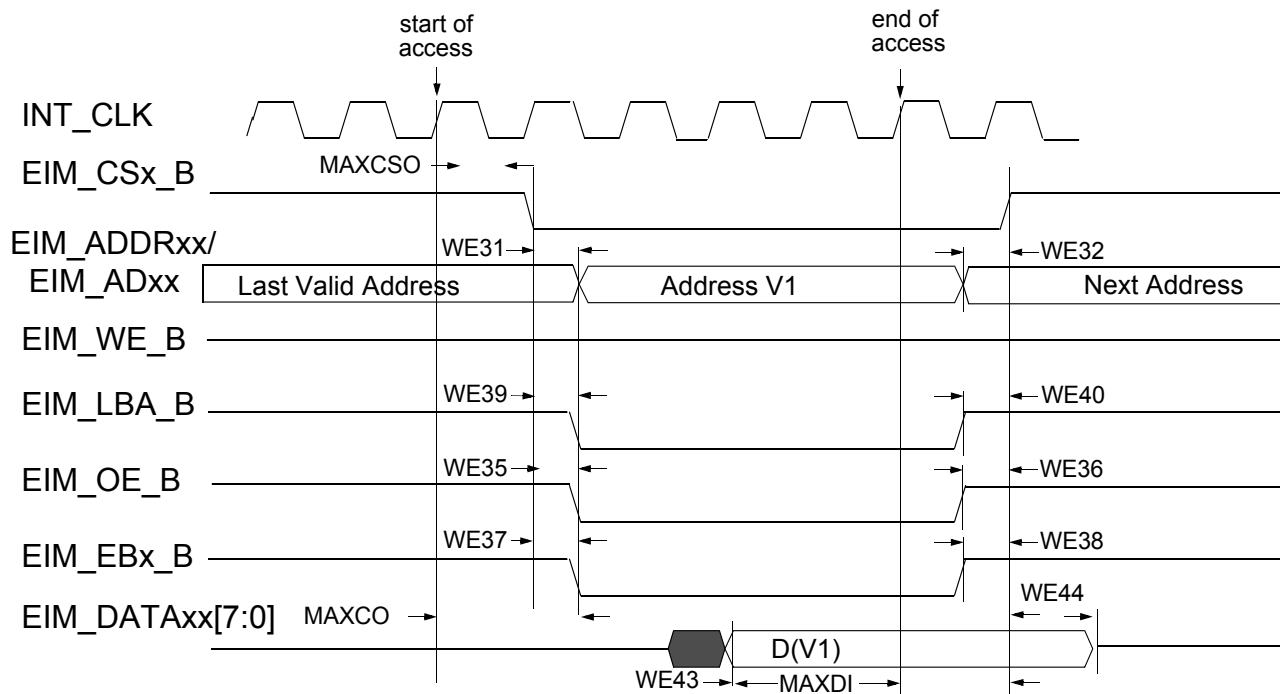 start of
access
end of
access
INT_CLK
EIM_CSx_B
MAXCSO
EIM_ADDRxx/
EIM_ADxx
WE31
WE32
Last Valid Address
Address V1
Next Address
EIM_WE_B
EIM_LBA_B
WE39
WE40
EIM_OE_B
WE35
WE36
EIM_EBx_B
WE37
WE38
EIM_DATAxx[7:0]
MAXCO
WE44
D(V1)
WE43
MAXDI